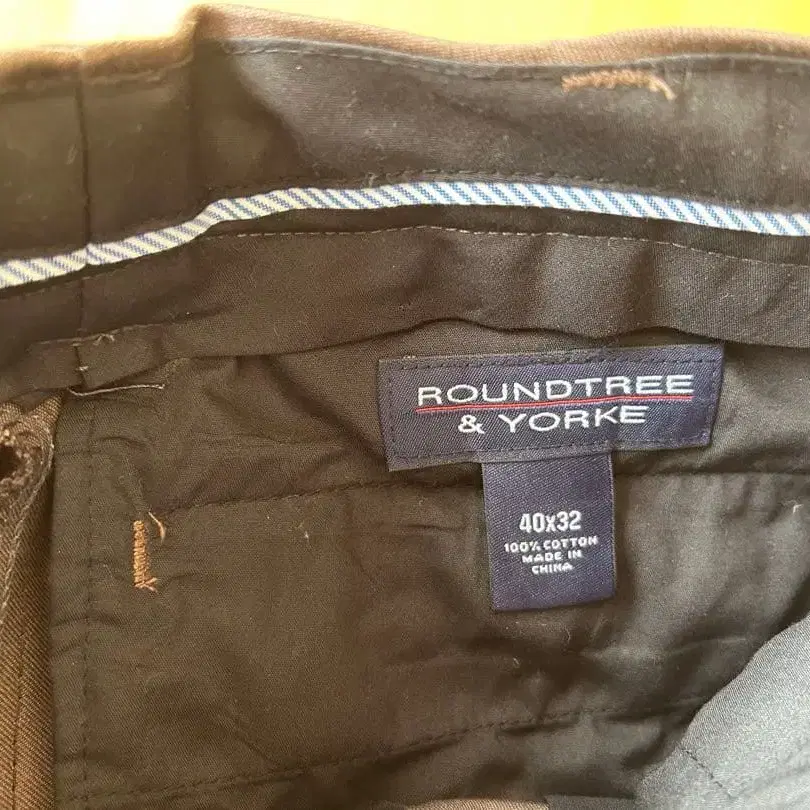 ROUNDTREE
& YORKE
40x32
100% COTTON
MADE IN
CHINA